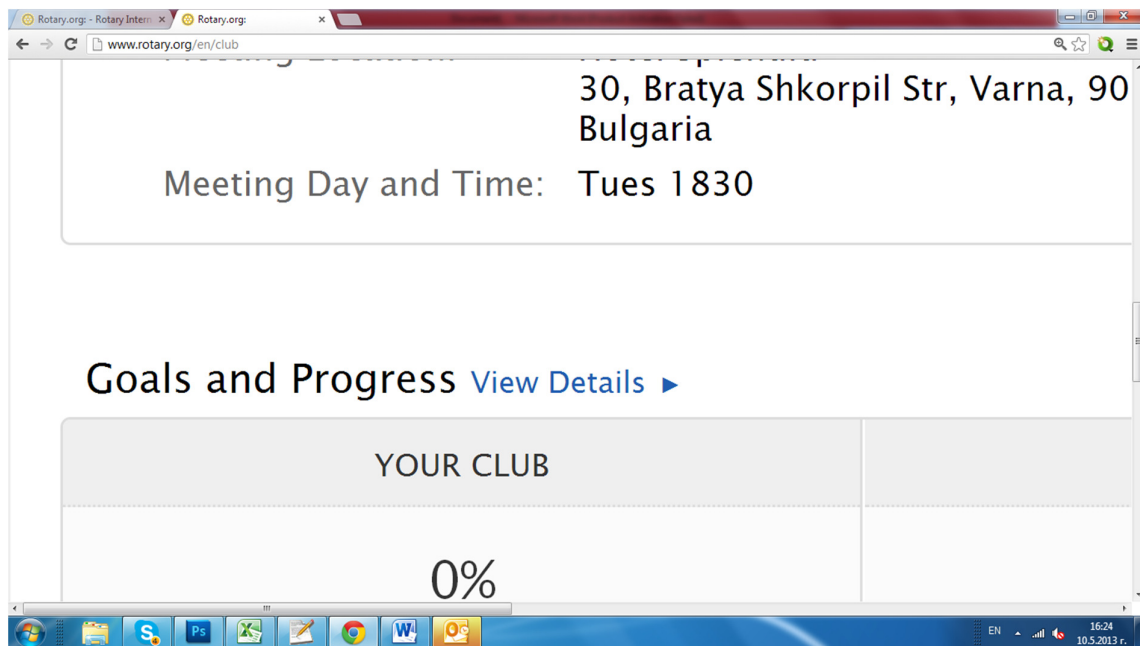 Rotary.org: - Rotary Intern
Rotary.org:
www.rotary.org/en/club
30, Bratya Shkorpil Str, Varna, 90
Bulgaria
Meeting Day and Time: Tues 1830
Goals and Progress View Details ►
YOUR CLUB
0%
EN
16:24
10.5.2013 г.